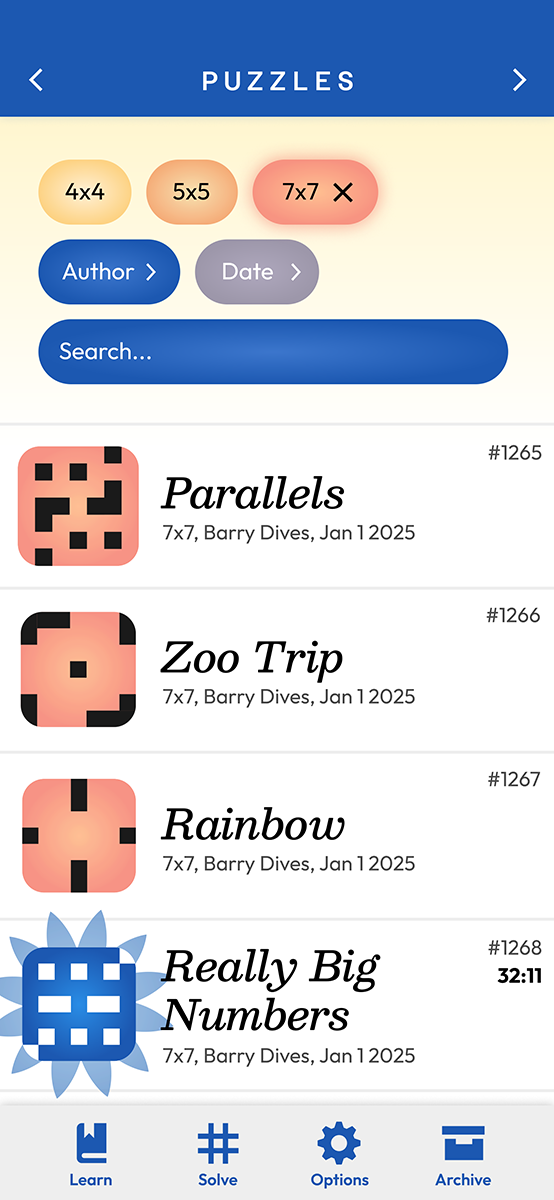 PUZZLES
4x4
5x5
7x7
Author
Date
Search...
#1265
Parallels
7x7, Barry Dives, Jan 1 2025
#1266
Zoo Trip
7x7, Barry Dives, Jan 1 2025
#1267
Rainbow
7x7, Barry Dives, Jan 1 2025
#1268
32:11
Really Big
Numbers
7x7, Barry Dives, Jan 1 2025
Learn
Solve
Options
Archive